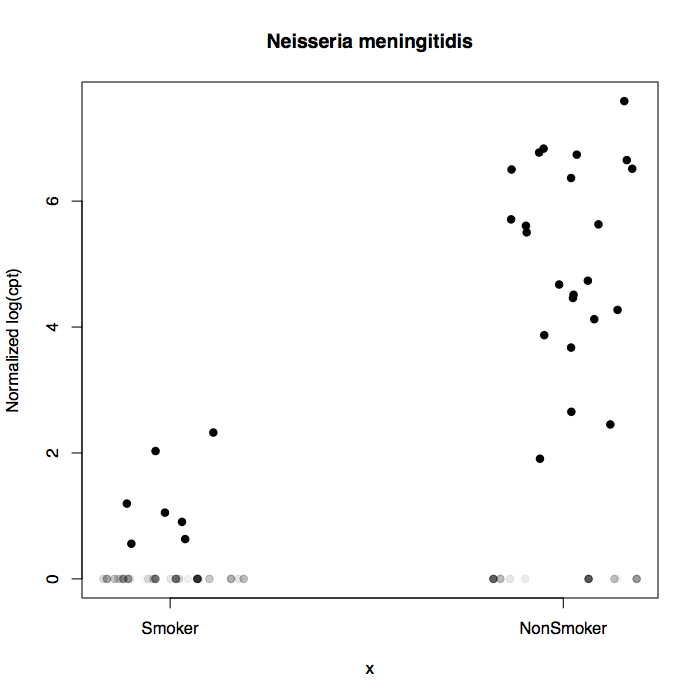 Neisseria meningitidis
Normalized log(cpt)
6
4
2
0
Smoker NonSmoker
x